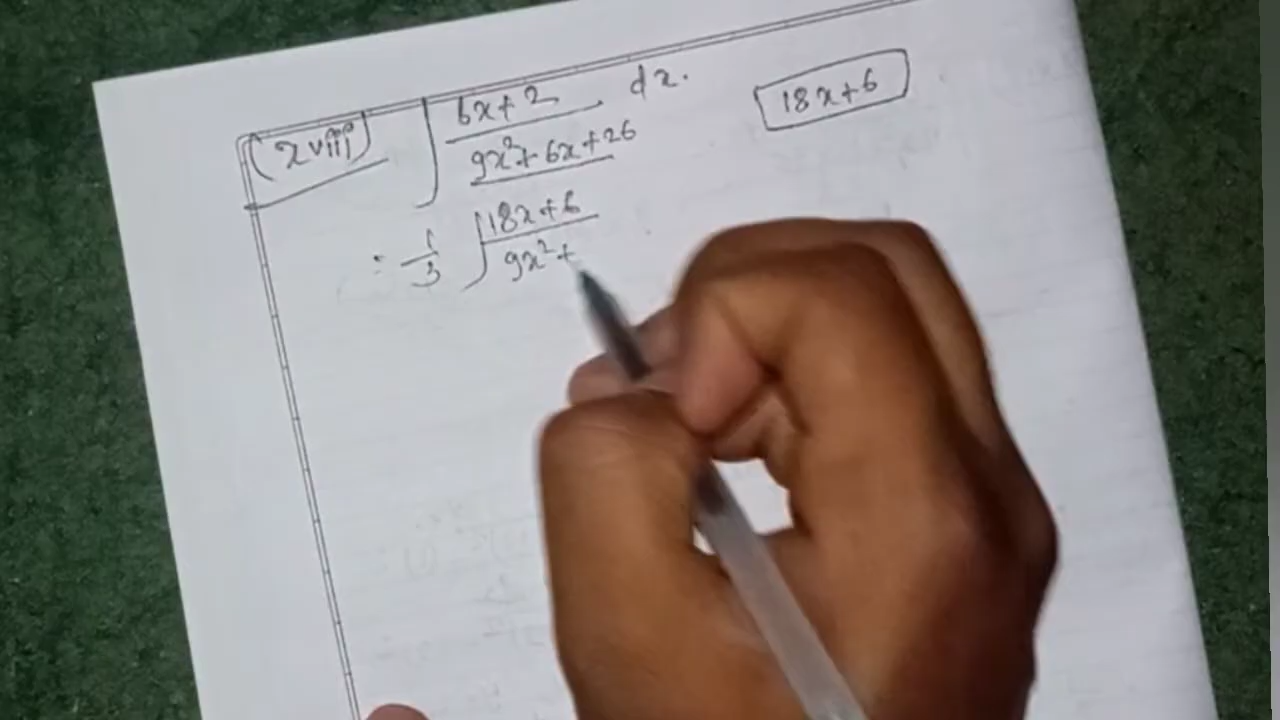 (xviii) ∫ 6x+2 / 9x²+6x+26 dx.
18x+6
= 1/3 ∫ 18x+6 / 9x²+